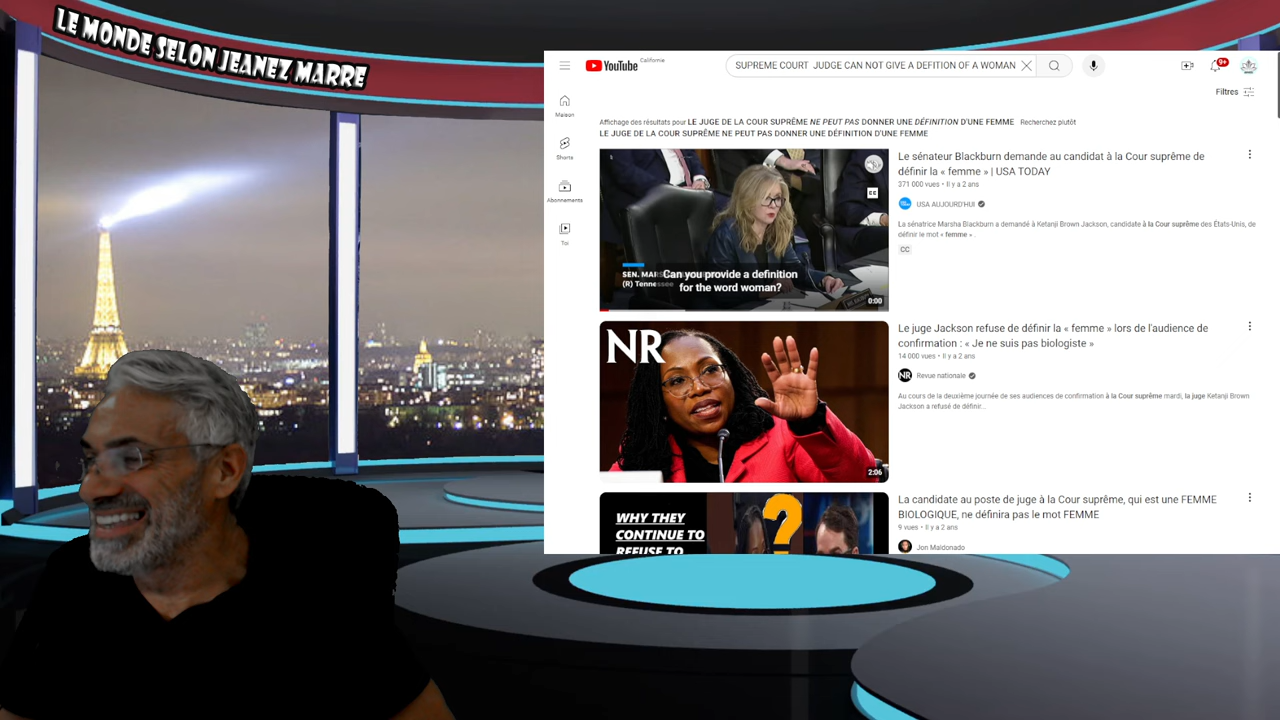 LE MONDE SELON JEANEZ MARRE
YouTube
Californie
SUPREME COURT JUDGE CAN NOT GIVE A DEFITION OF A WOMAN
9+
Filtres
Maison
Shorts
Abonnements
Toi
Affichage des résultats pour LE JUGE DE LA COUR SUPRÊME NE PEUT PAS DONNER UNE DÉFINITION D'UNE FEMME Recherchez plutôt
LE JUGE DE LA COUR SUPRÊME NE PEUT PAS DONNER UNE DÉFINITION D'UNE FEMME
CC
SEN. MAR
(R) Tennessee
Can you provide a definition
for the word woman?
0:00
Le sénateur Blackburn demande au candidat à la Cour suprême de
définir la « femme » | USA TODAY
371 000 vues • Il y a 2 ans
USA AUJOURD'HUI
La sénatrice Marsha Blackburn a demandé à Ketanji Brown Jackson, candidate à la Cour suprême des États-Unis, de
définir le mot « femme » .
CC
NR
2:06
Le juge Jackson refuse de définir la « femme » lors de l'audience de
confirmation : « Je ne suis pas biologiste »
14 000 vues • Il y a 2 ans
NR
Revue nationale
Au cours de la deuxième journée de ses audiences de confirmation à la Cour suprême mardi, la juge Ketanji Brown
Jackson a refusé de définir...
WHY THEY
CONTINUE TO
REFUSE TO
?
La candidate au poste de juge à la Cour suprême, qui est une FEMME
BIOLOGIQUE, ne définira pas le mot FEMME
9 vues • Il y a 2 ans
Jon Maldonado